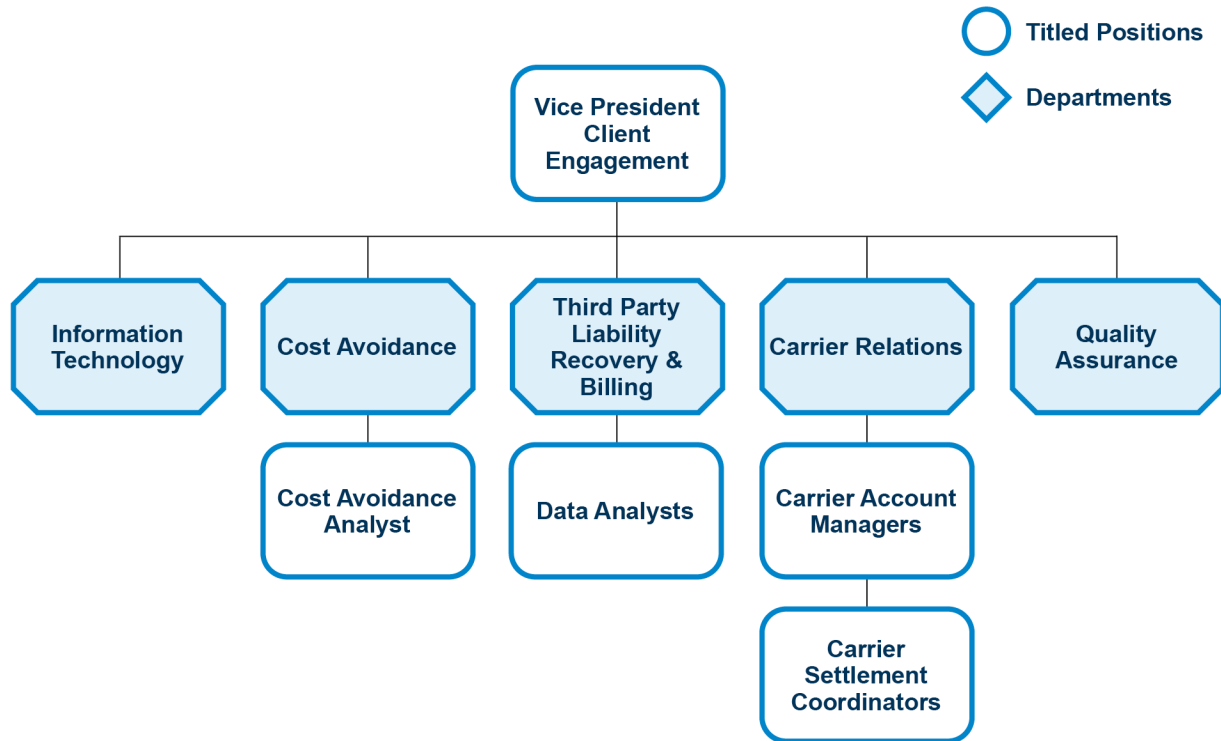 Titled Positions
Departments
Vice President
Client
Engagement
Information
Technology
Cost Avoidance
Third Party
Liability
Recovery &
Billing
Carrier Relations
Quality
Assurance
Cost Avoidance
Analyst
Data Analysts
Carrier Account
Managers
Carrier
Settlement
Coordinators